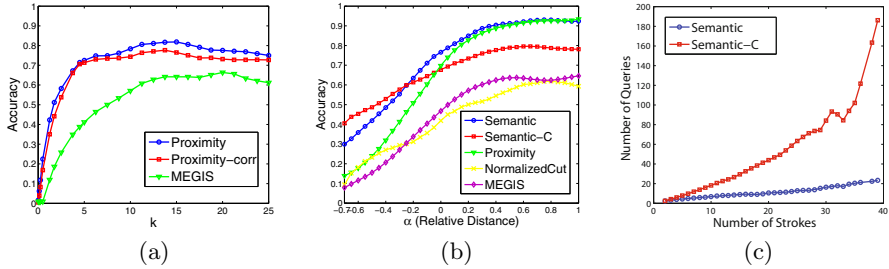 1
0.9
0.8
0.7
0.6
0.5
0.4
0.3
0.2
0.1
0
Accuracy
Proximity
Proximity-corr
MEGIS
0 5 10 15 20 25
k
(a)
1
0.9
0.8
0.7
0.6
0.5
0.4
0.3
0.2
0.1
0
Accuracy
Semantic
Semantic-C
Proximity
NormalizedCut
MEGIS
-0.7 -0.6 -0.4 -0.2 0 0.2 0.4 0.6 0.8 1
α (Relative Distance)
(b)
200
180
160
140
120
100
80
60
40
20
0
Number of Queries
Semantic
Semantic-C
0 10 20 30 40
Number of Strokes
(c)